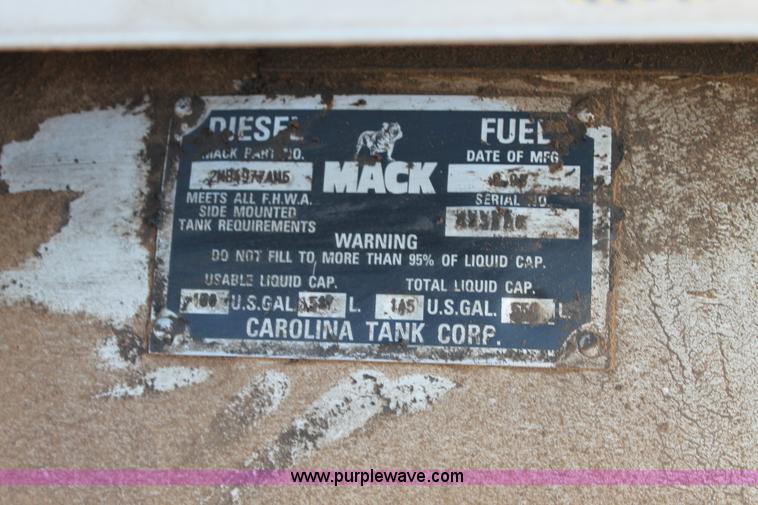 DIESEL FUEL
MACK PART NO. DATE OF MFG
MACK
MEETS ALL F.H.W.A. SERIAL NO
SIDE MOUNTED
TANK REQUIREMENTS
WARNING
DO NOT FILL TO MORE THAN 95% OF LIQUID CAP.
USABLE LIQUID CAP. TOTAL LIQUID CAP.
U.S.GAL. L. 145 U.S.GAL. L.
CAROLINA TANK CORP.
www.purplewave.com